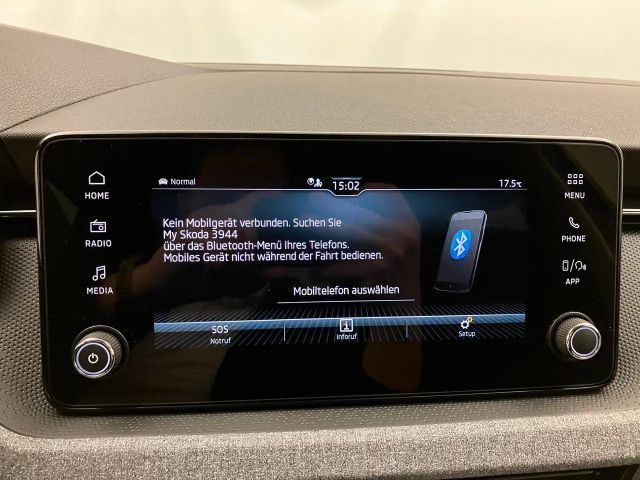 HOME
RADIO
MEDIA
Normal
15:02
17.5°C
Kein Mobilgerät verbunden. Suchen Sie
My Skoda 3944
über das Bluetooth-Menü Ihres Telefons.
Mobiles Gerät nicht während der Fahrt bedienen.
Mobiltelefon auswählen
SOS
Notruf
i
Inforuf
Setup
MENU
PHONE
APP